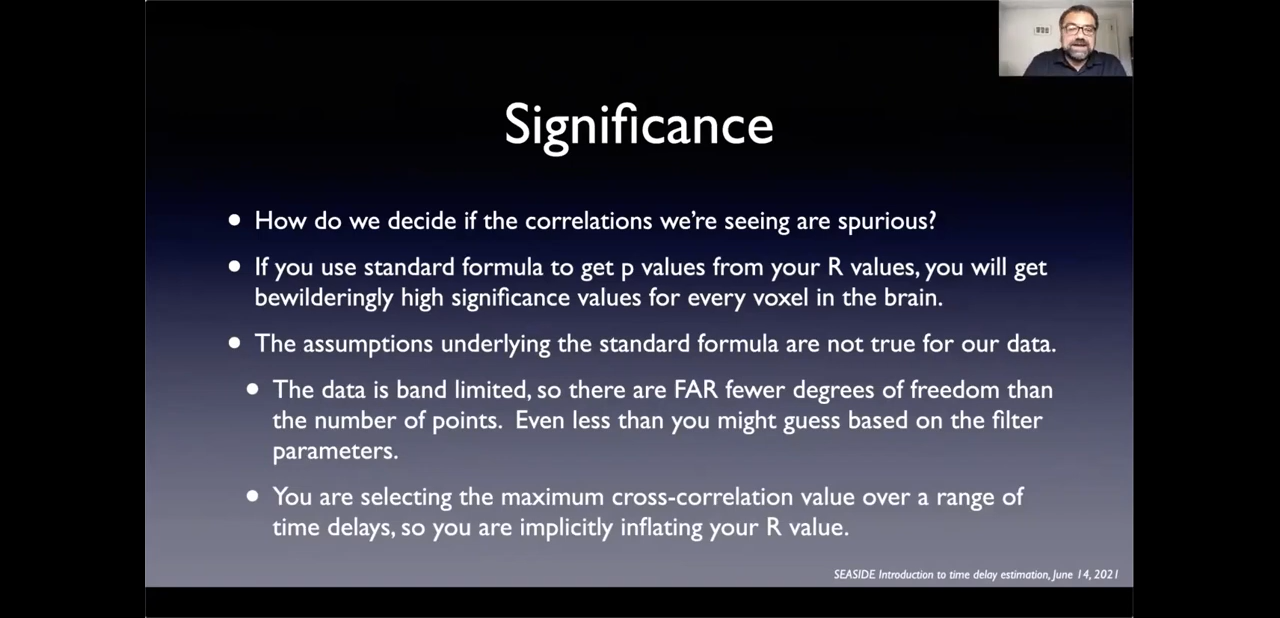 Significance
• How do we decide if the correlations we're seeing are spurious?
• If you use standard formula to get p values from your R values, you will get
bewilderingly high significance values for every voxel in the brain.
• The assumptions underlying the standard formula are not true for our data.
• The data is band limited, so there are FAR fewer degrees of freedom than
the number of points.  Even less than you might guess based on the filter
parameters.
• You are selecting the maximum cross-correlation value over a range of
time delays, so you are implicitly inflating your R value.
SEASIDE Introduction to time delay estimation, June 14, 2021